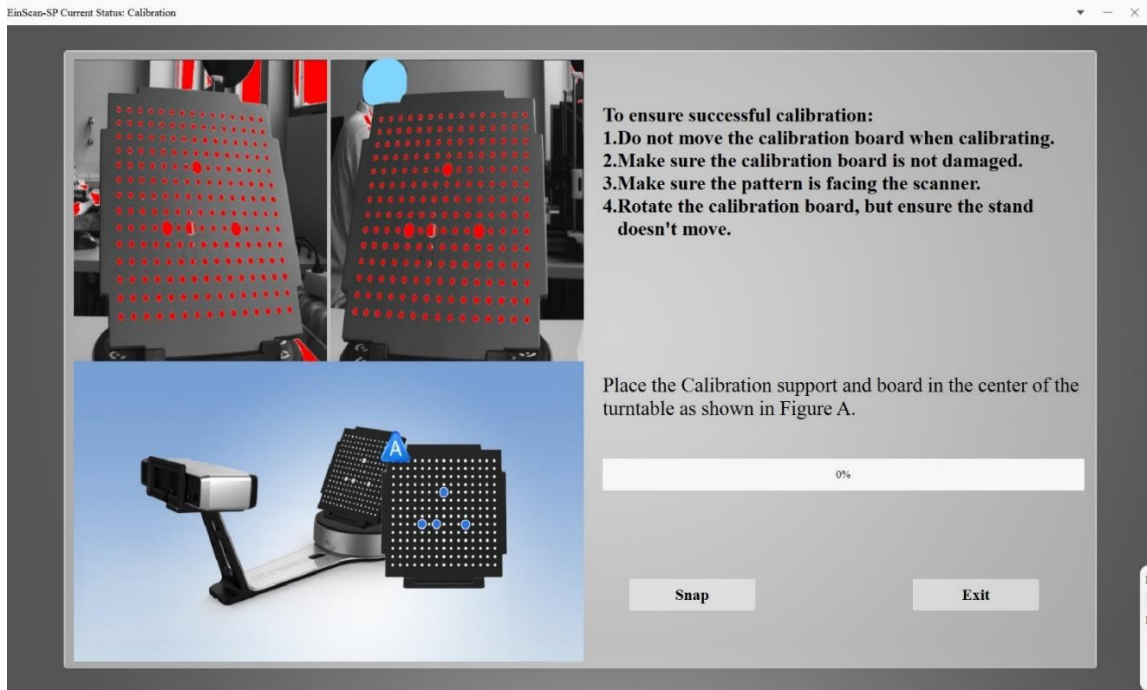 EinScan-SP Current Status: Calibration
To ensure successful calibration:
1.Do not move the calibration board when calibrating.
2.Make sure the calibration board is not damaged.
3.Make sure the pattern is facing the scanner.
4.Rotate the calibration board, but ensure the stand
doesn't move.
A
Place the Calibration support and board in the center of the
turntable as shown in Figure A.
0%
Snap
Exit